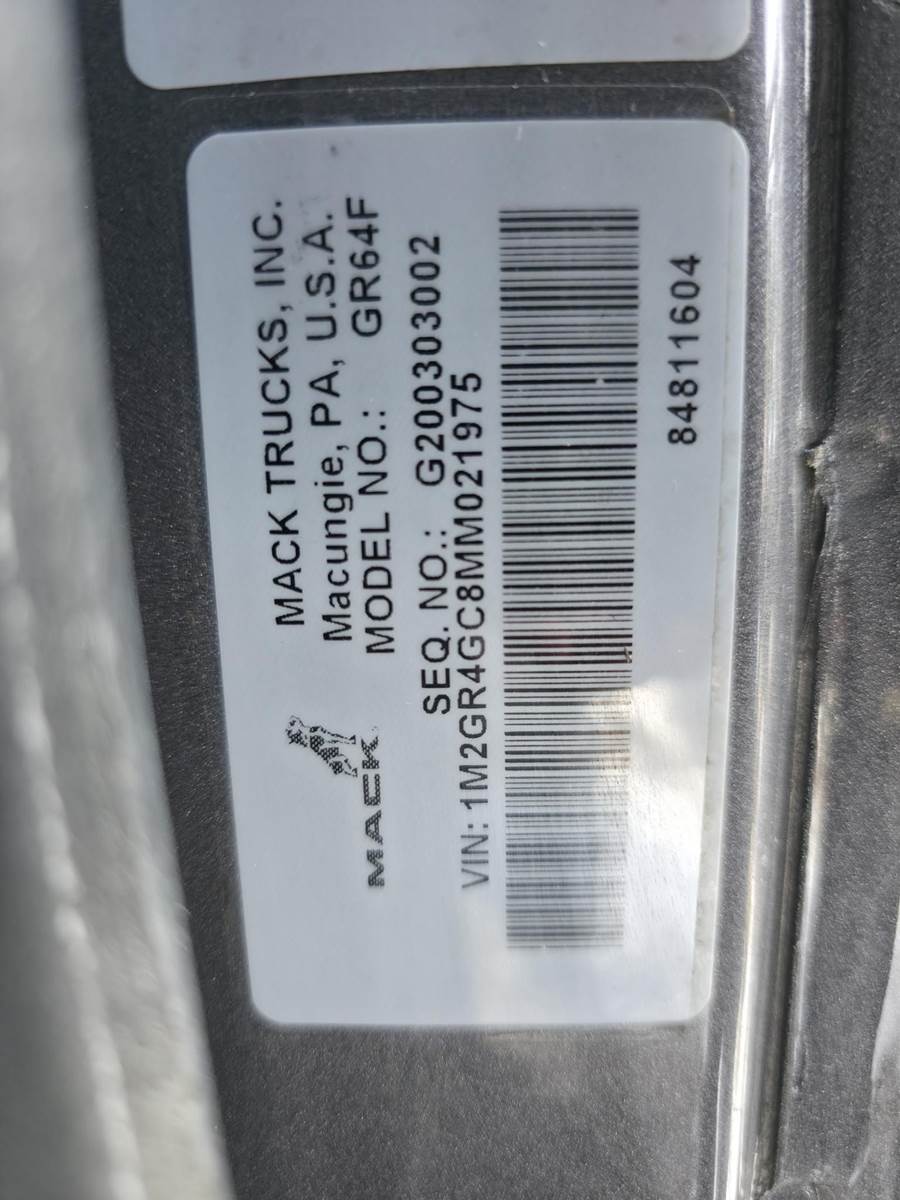 MACK TRUCKS, INC.
Macungie, PA, U.S.A.
MODEL NO.: GR64F
MACK
SEQ. NO.: G200303002
VIN: 1M2GR4GC8MM021975
84811604